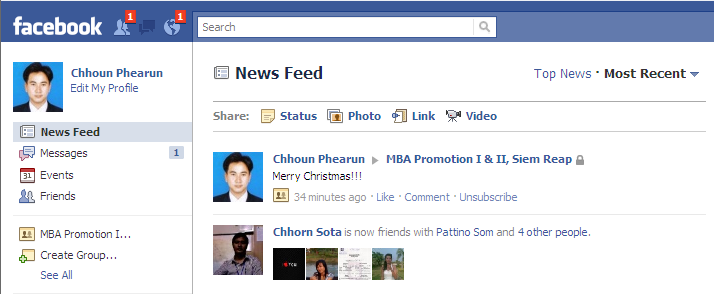 facebook
1
1
Search
Chhoun Phearun
Edit My Profile
News Feed
Messages
1
31
Events
Friends
MBA Promotion I...
Create Group...
See All
News Feed
Top News · Most Recent
Share: Status Photo Link Video
Chhoun Phearun MBA Promotion I & II, Siem Reap
Merry Christmas!!!
34 minutes ago · Like · Comment · Unsubscribe
Chhorn Sota is now friends with Pattino Som and 4 other people.